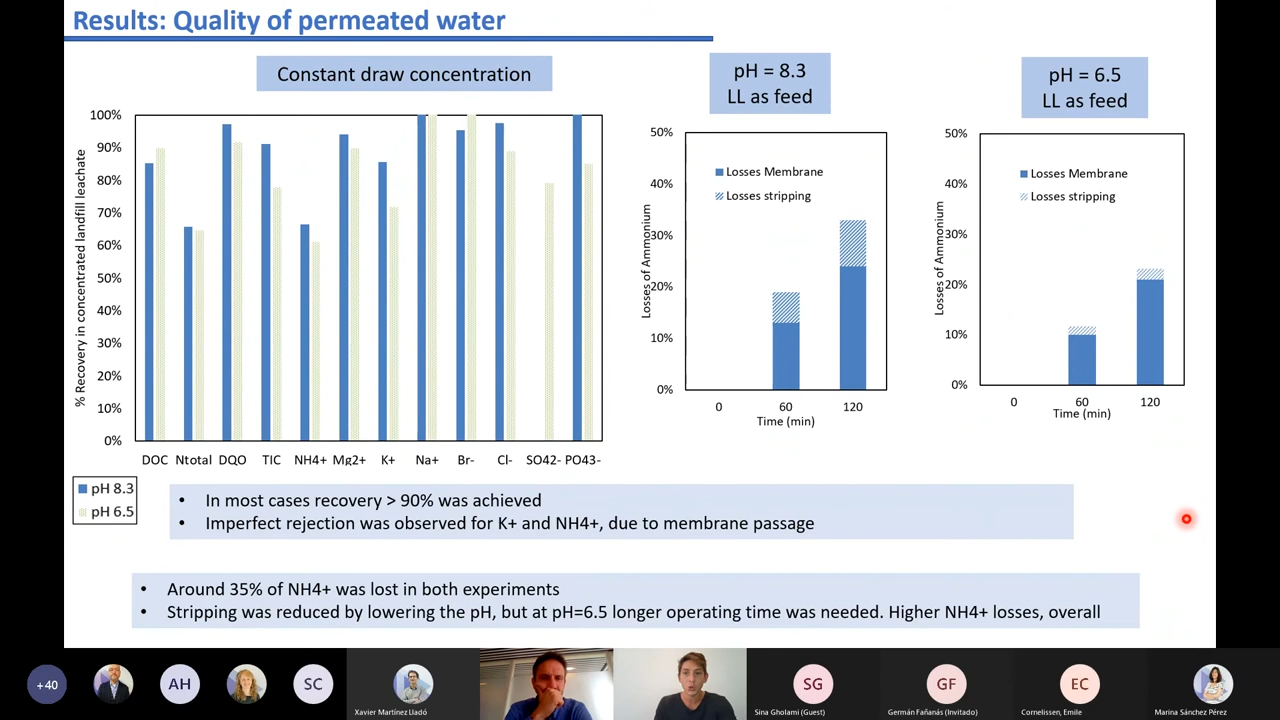 Results: Quality of permeated water
Constant draw concentration
pH = 8.3
LL as feed
pH = 6.5
LL as feed
% Recovery in concentrated landfill leachate
100%
90%
80%
70%
60%
50%
40%
30%
20%
10%
0%
DOC Ntotal DQO TIC NH4+ Mg2+ K+ Na+ Br- Cl- SO42- PO43-
pH 8.3
pH 6.5
Losses of Ammonium
50%
40%
30%
20%
10%
0%
Losses Membrane
Losses stripping
0 60 120
Time (min)
Losses of Ammonium
50%
40%
30%
20%
10%
0%
Losses Membrane
Losses stripping
0 60 120
Time (min)
• In most cases recovery > 90% was achieved
• Imperfect rejection was observed for K+ and NH4+, due to membrane passage
• Around 35% of NH4+ was lost in both experiments
• Stripping was reduced by lowering the pH, but at pH=6.5 longer operating time was needed. Higher NH4+ losses, overall
+40 AH SC SG GF EC
Xavier Martínez Lladó Sina Gholami (Guest) Germán Fañanás (Invitado) Cornelissen, Emile Marina Sánchez Pérez